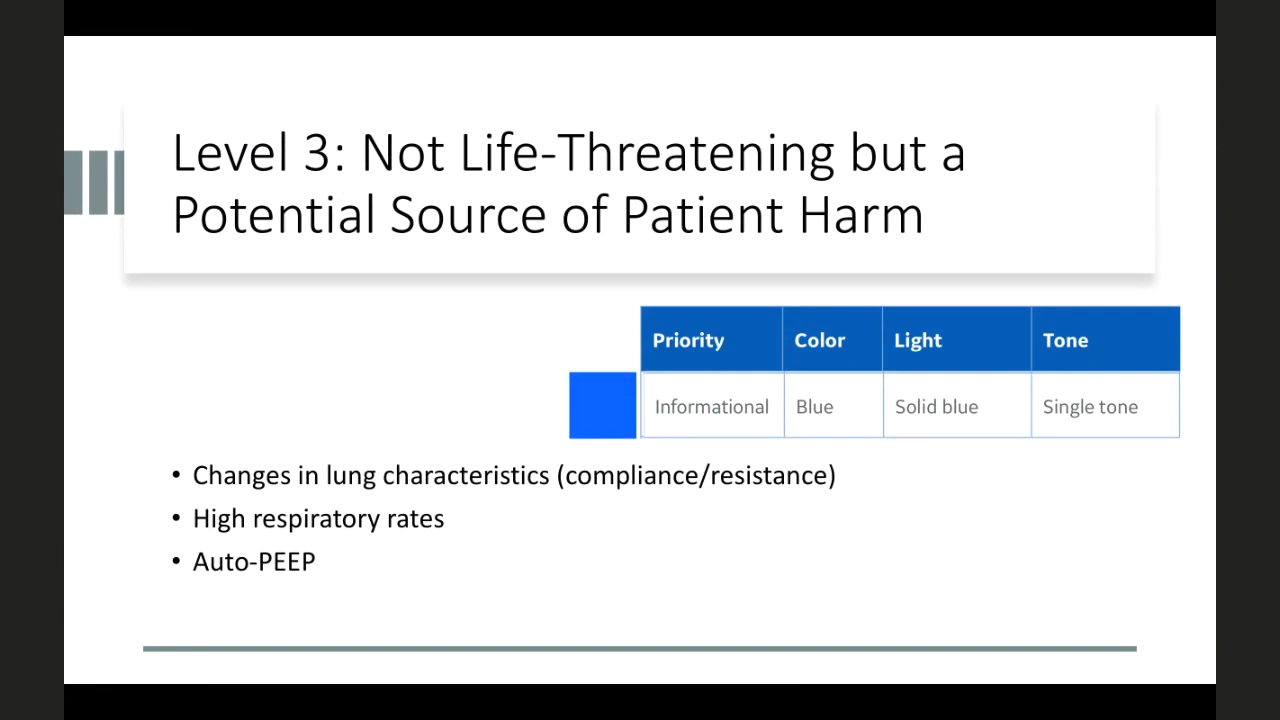 Level 3: Not Life-Threatening but a
Potential Source of Patient Harm
Priority Color Light Tone
Informational Blue Solid blue Single tone
• Changes in lung characteristics (compliance/resistance)
• High respiratory rates
• Auto-PEEP